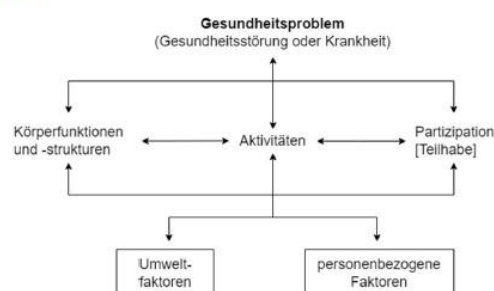 Gesundheitsproblem
(Gesundheitsstörung oder Krankheit)
Körperfunktionen
und -strukturen
Aktivitäten
Partizipation
[Teilhabe]
Umwelt-
faktoren
personenbezogene
Faktoren